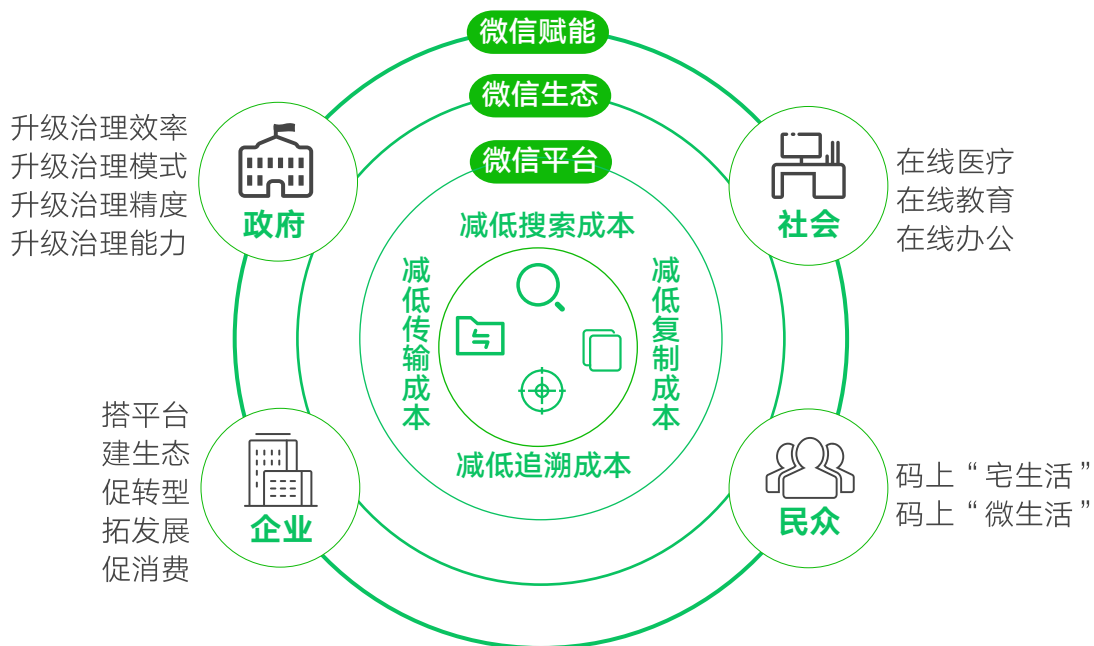 微信赋能
微信生态
微信平台
升级治理效率
升级治理模式
升级治理精度
升级治理能力
政府
社会
在线医疗
在线教育
在线办公
减低搜索成本
减低传输成本
减低复制成本
减低追溯成本
搭平台
建生态
促转型
拓发展
促消费
企业
民众
码上“宅生活”
码上“微生活”